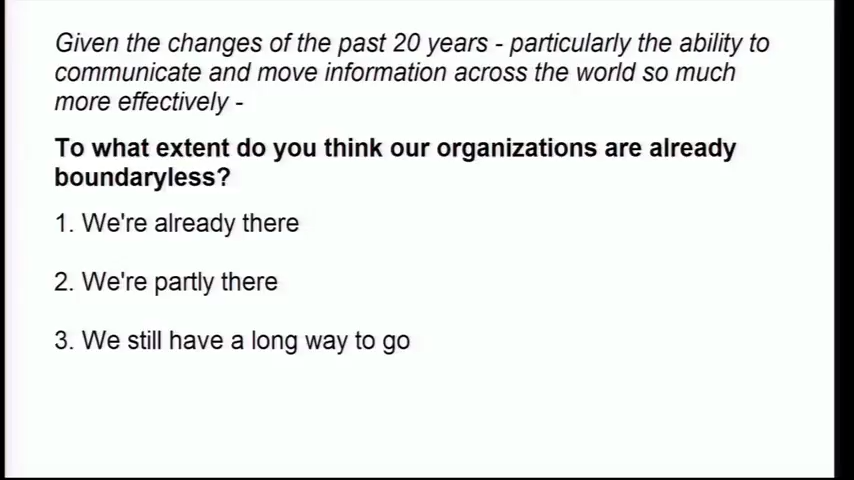 Given the changes of the past 20 years - particularly the ability to
communicate and move information across the world so much
more effectively -
To what extent do you think our organizations are already
boundaryless?
1. We're already there
2. We're partly there
3. We still have a long way to go